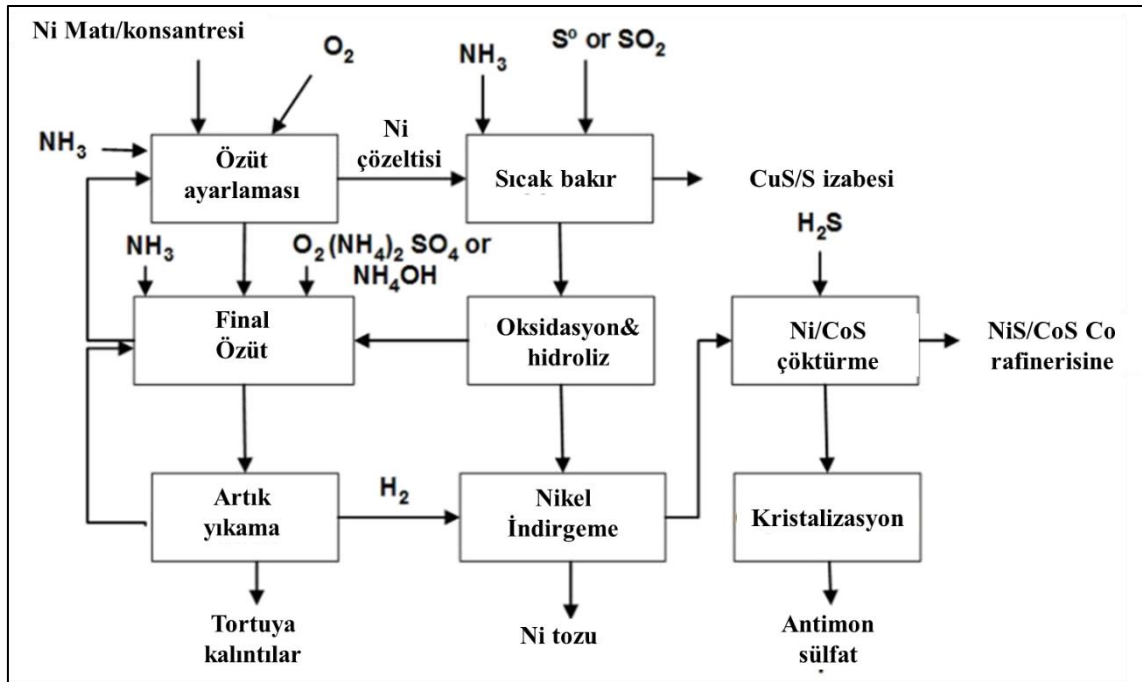 Ni Matı/konsantresi
O₂
NH₃
S⁰ or SO₂
NH₃
Özüt
ayarlaması
Ni
çözeltisi
Sıcak bakır
CuS/S izabesi
H₂S
NH₃
O₂(NH₄)₂ SO₄ or
NH₄OH
Final
Özüt
Oksidasyon&
hidroliz
Ni/CoS
çöktürme
NiS/CoS Co
rafinerisine
Artık
yıkama
H₂
Nikel
İndirgeme
Kristalizasyon
Tortuya
kalıntılar
Ni tozu
Antimon
sülfat